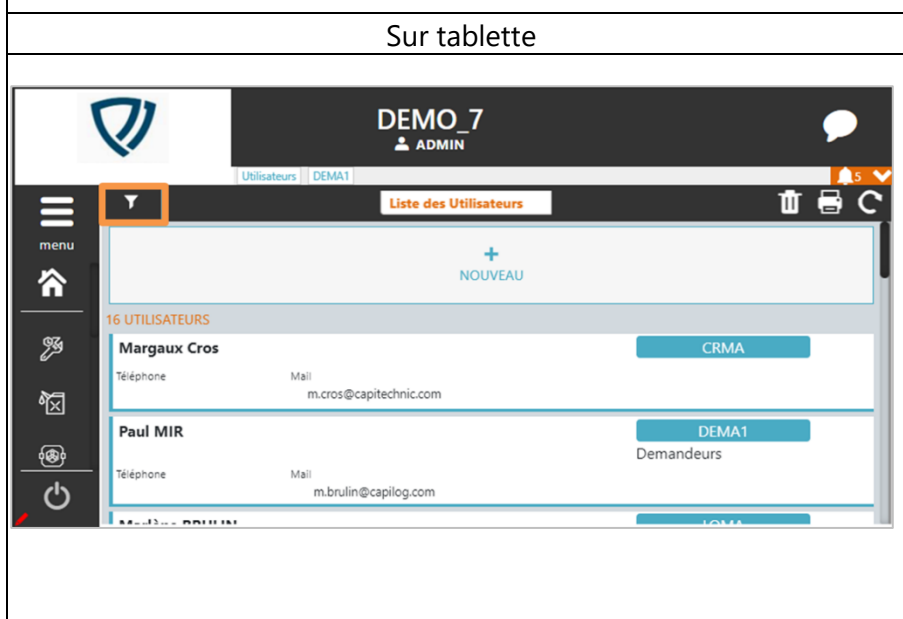 Sur tablette
DEMO_7
ADMIN
Utilisateurs DEMA1
5
Liste des Utilisateurs
menu
+
NOUVEAU
16 UTILISATEURS
Margaux Cros CRMA
Téléphone Mail
m.cros@capitechnic.com
Paul MIR DEMA1
Demandeurs
Téléphone Mail
m.brulin@capilog.com